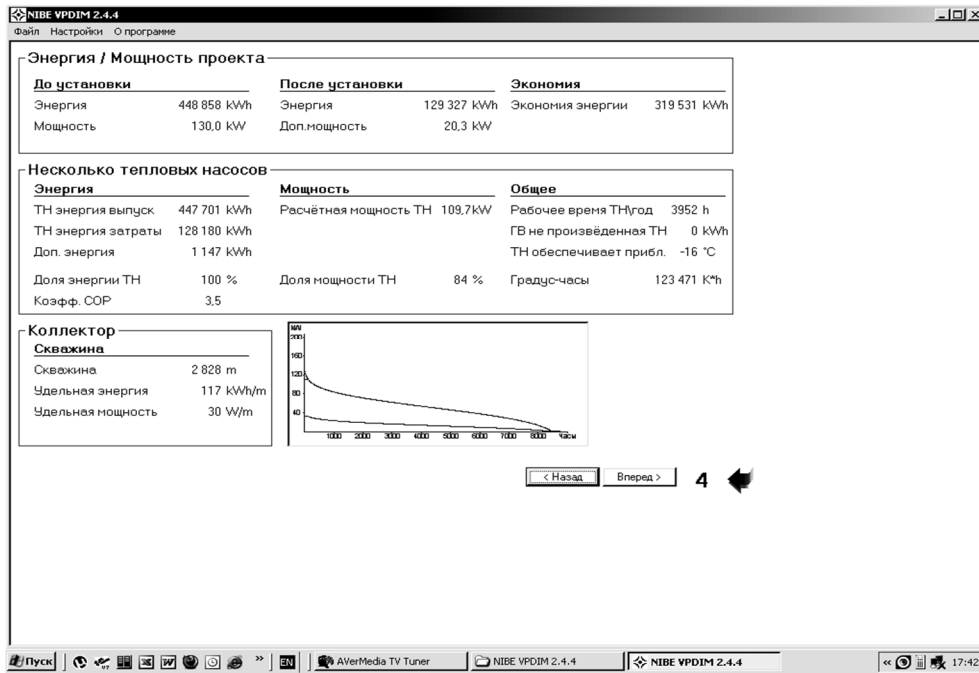 NIBE VPDIM 2.4.4
Файл Настройки О программе
Энергия / Мощность проекта
До установки После установки Экономия
Энергия 448 858 kWh Энергия 129 327 kWh Экономия энергии 319 531 kWh
Мощность 130,0 kW Доп.мощность 20,3 kW
Несколько тепловых насосов
Энергия Мощность Общее
ТН энергия выпуск 447 701 kWh Расчётная мощность ТН 109,7kW Рабочее время ТН\год 3952 h
ТН энергия затраты 128 180 kWh ГВ не произвёденная ТН 0 kWh
Доп. энергия 1 147 kWh ТН обеспечивает прибл. -16 °C
Доля энергии ТН 100 % Доля мощности ТН 84 % Градус-часы 123 471 K*h
Коэфф. COP 3,5
Коллектор
Скважина
Скважина 2 828 m
Удельная энергия 117 kWh/m
Удельная мощность 30 W/m
kW
200
160
120
80
40
1000 2000 3000 4000 5000 6000 7000 8000 Часы
< Назад Вперед > 4
Пуск » EN AVerMedia TV Tuner NIBE VPDIM 2.4.4 NIBE VPDIM 2.4.4 « 17:42